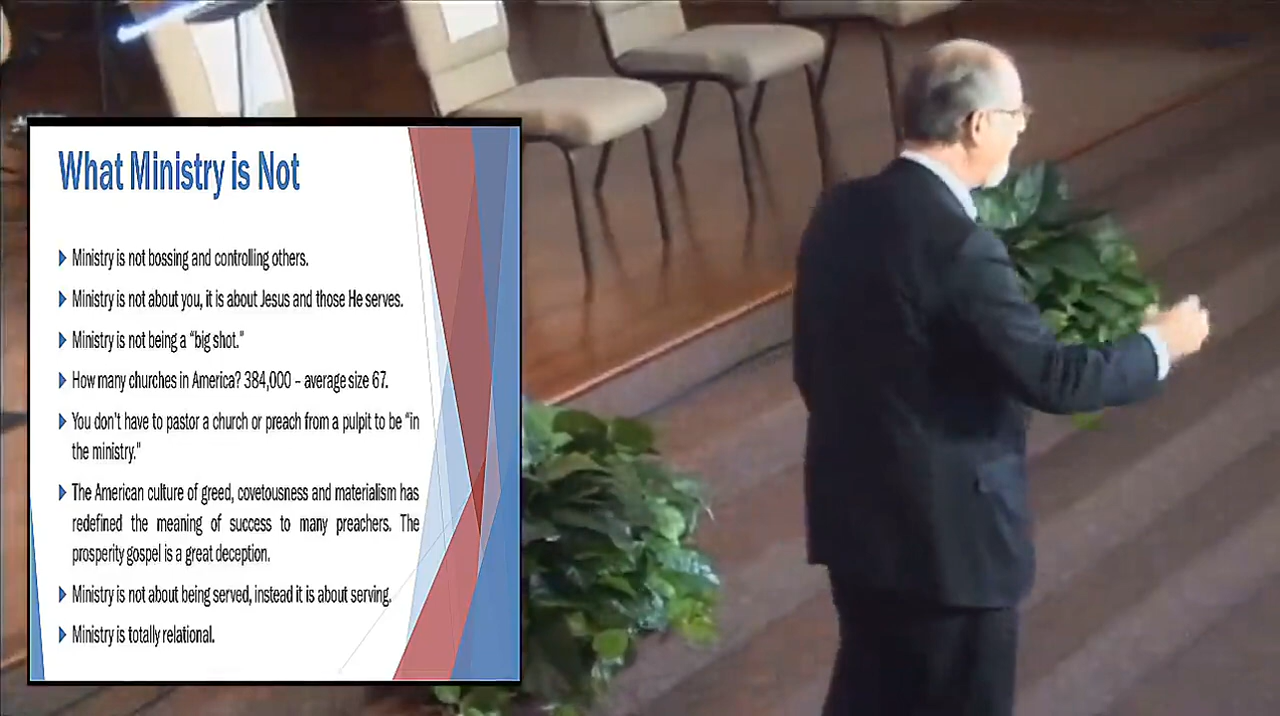 What Ministry is Not
Ministry is not bossing and controlling others.
Ministry is not about you, it is about Jesus and those He serves.
Ministry is not being a “big shot.”
How many churches in America? 384,000 – average size 67.
You don’t have to pastor a church or preach from a pulpit to be “in
the ministry.”
The American culture of greed, covetousness and materialism has
redefined the meaning of success to many preachers. The
prosperity gospel is a great deception.
Ministry is not about being served, instead it is about serving.
Ministry is totally relational.